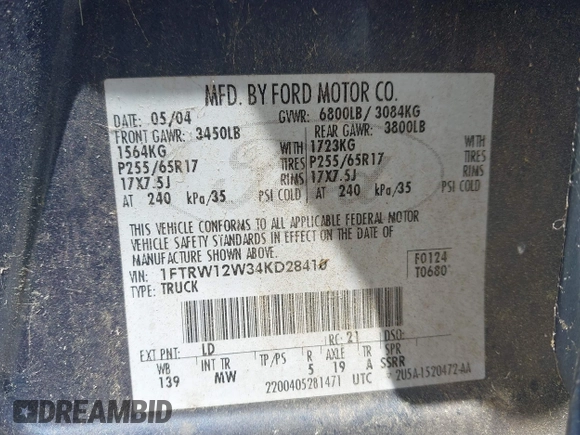 MFD. BY FORD MOTOR CO.
DATE: 05/04 GVWR: 6800LB/ 3084KG
FRONT GAWR: 3450LB REAR GAWR: 3800LB
1564KG WITH 1723KG WITH
P255/65R17 TIRES P255/65R17 TIRES
17X7.5J RIMS 17X7.5J RIMS
AT 240 kPa/35 PSI COLD AT 240 kPa/35 PSI COLD
THIS VEHICLE CONFORMS TO ALL APPLICABLE FEDERAL MOTOR
VEHICLE SAFETY STANDARDS IN EFFECT ON THE DATE OF
MANUFACTURE SHOWN ABOVE.
VIN: 1FTRW12W34KD28410 F0124
TYPE: TRUCK T0680
EXT PNT: LD RC: 21 DSO:
WB INT TR TP/PS R AXLE TR SPR
139 MW 5 19 A SSRR
2200405281471 UTC 2U5A-1520472-AA
DREAMBID